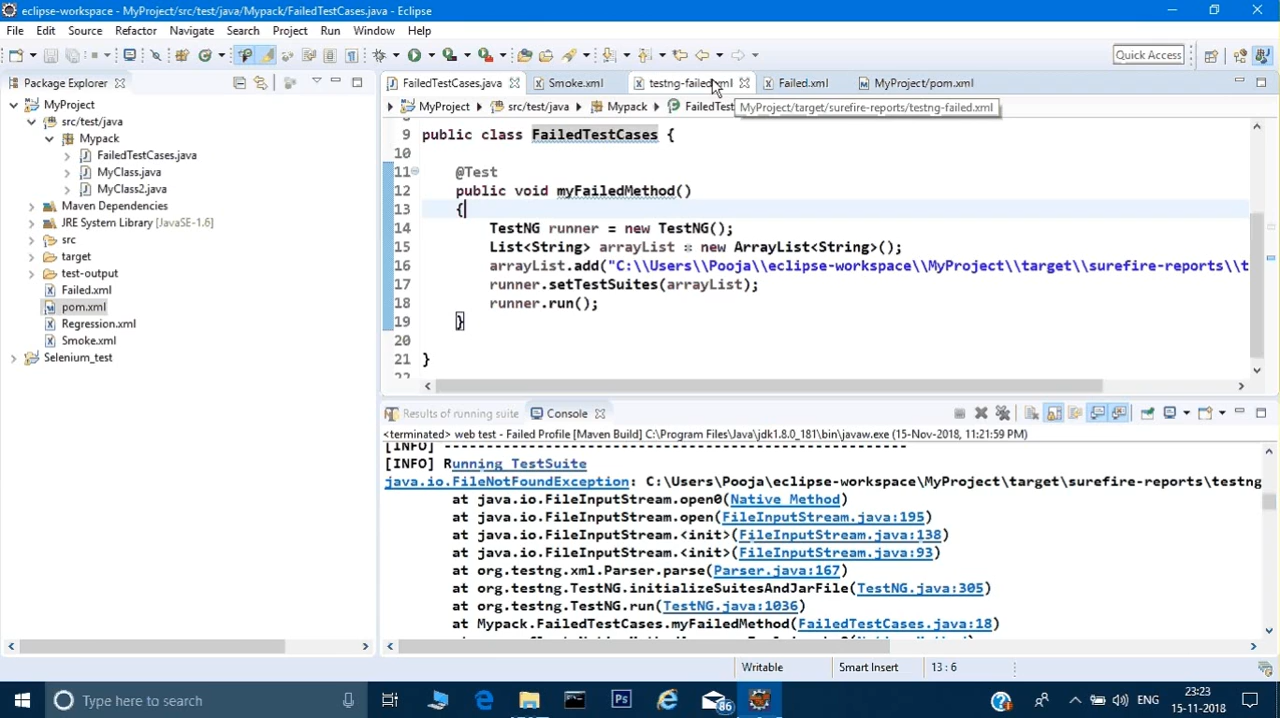 eclipse-workspace - MyProject/src/test/java/Mypack/FailedTestCases.java - Eclipse
File Edit Source Refactor Navigate Search Project Run Window Help
Quick Access
Package Explorer
FailedTestCases.java Smoke.xml testng-failed.xml Failed.xml MyProject/pom.xml
MyProject src/test/java Mypack FailedTest
MyProject/target/surefire-reports/testng-failed.xml
MyProject
src/test/java
Mypack
FailedTestCases.java
MyClass.java
MyClass2.java
Maven Dependencies
JRE System Library [JavaSE-1.6]
src
target
test-output
Failed.xml
pom.xml
Regression.xml
Smoke.xml
Selenium_test
9 public class FailedTestCases {
10
11 @Test
12 public void myFailedMethod()
13 {
14 TestNG runner = new TestNG();
15 List<String> arrayList = new ArrayList<String>();
16 arrayList.add("C:\\Users\\Pooja\\eclipse-workspace\\MyProject\\target\\surefire-reports\\t
17 runner.setTestSuites(arrayList);
18 runner.run();
19 }
20
21 }
Results of running suite Console
<terminated> web test - Failed Profile [Maven Build] C:\Program Files\Java\jdk1.8.0_181\bin\javaw.exe (15-Nov-2018, 11:21:59 PM)
[INFO] -------------------------------------------------------
[INFO] Running TestSuite
java.io.FileNotFoundException: C:\Users\Pooja\eclipse-workspace\MyProject\target\surefire-reports\testng
at java.io.FileInputStream.open0(Native Method)
at java.io.FileInputStream.open(FileInputStream.java:195)
at java.io.FileInputStream.<init>(FileInputStream.java:138)
at java.io.FileInputStream.<init>(FileInputStream.java:93)
at org.testng.xml.Parser.parse(Parser.java:167)
at org.testng.TestNG.initializeSuitesAndJarFile(TestNG.java:305)
at org.testng.TestNG.run(TestNG.java:1036)
at Mypack.FailedTestCases.myFailedMethod(FailedTestCases.java:18)
Writable Smart Insert 13 : 6
Type here to search
Ps
86
ENG
23:23
15-11-2018